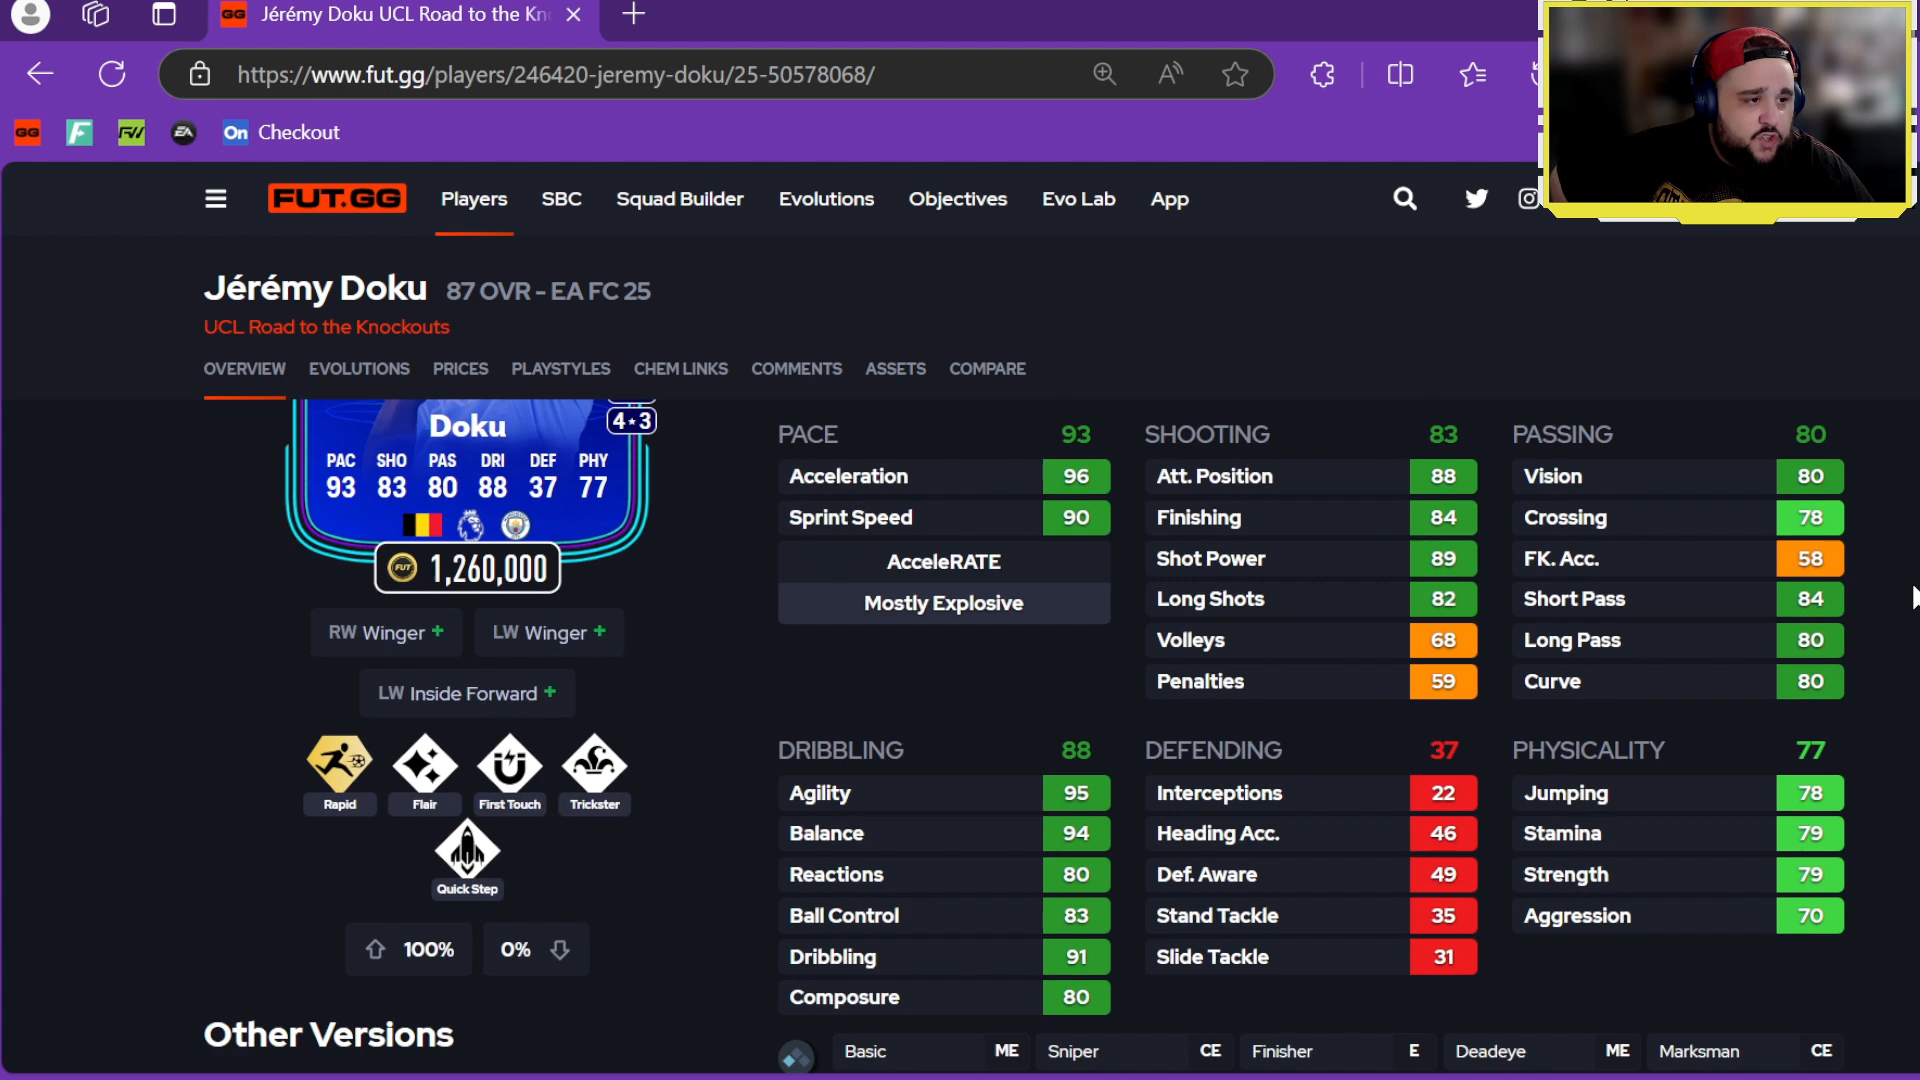 GG Jérémy Doku UCL Road to the Kn
https://www.fut.gg/players/246420-jeremy-doku/25-50578068/
GG F FW EA On Checkout
FUT.GG Players SBC Squad Builder Evolutions Objectives Evo Lab App
Jérémy Doku 87 OVR - EA FC 25
UCL Road to the Knockouts
OVERVIEW EVOLUTIONS PRICES PLAYSTYLES CHEM LINKS COMMENTS ASSETS COMPARE
Doku 4★3
PAC SHO PAS DRI DEF PHY
93 83 80 88 37 77
FUT 1,260,000
RW Winger + LW Winger +
LW Inside Forward +
Rapid Flair First Touch Trickster
Quick Step
100% 0%
Other Versions
PACE 93
Acceleration 96
Sprint Speed 90
AcceleRATE
Mostly Explosive
SHOOTING 83
Att. Position 88
Finishing 84
Shot Power 89
Long Shots 82
Volleys 68
Penalties 59
PASSING 80
Vision 80
Crossing 78
FK. Acc. 58
Short Pass 84
Long Pass 80
Curve 80
DRIBBLING 88
Agility 95
Balance 94
Reactions 80
Ball Control 83
Dribbling 91
Composure 80
DEFENDING 37
Interceptions 22
Heading Acc. 46
Def. Aware 49
Stand Tackle 35
Slide Tackle 31
PHYSICALITY 77
Jumping 78
Stamina 79
Strength 79
Aggression 70
Basic ME Sniper CE Finisher E Deadeye ME Marksman CE